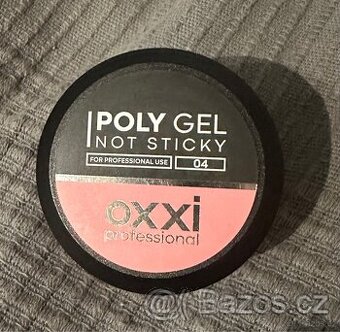 POLY GEL
NOT STICKY
FOR PROFESSIONAL USE 04
oxxi
professional
Bazos.cz